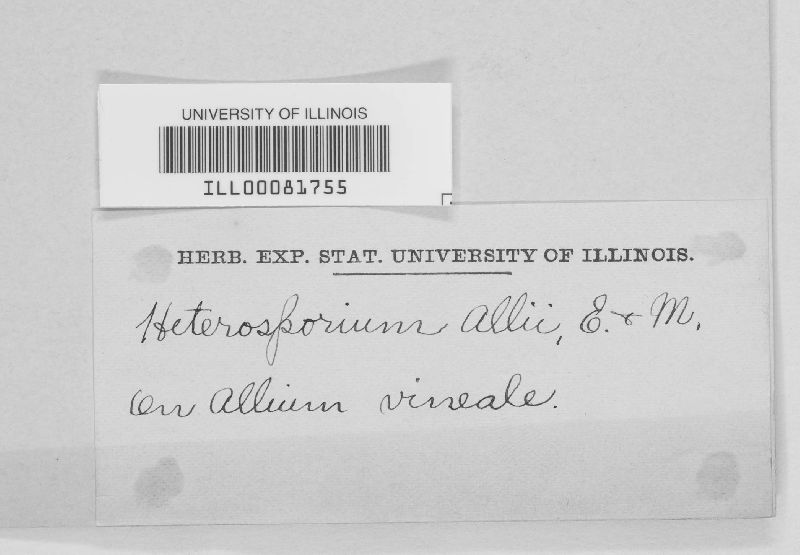 UNIVERSITY OF ILLINOIS
ILL00081755
HERB. EXP. STAT. UNIVERSITY OF ILLINOIS.
Heterosporium Allii, E. & M.
On Allium vineale.